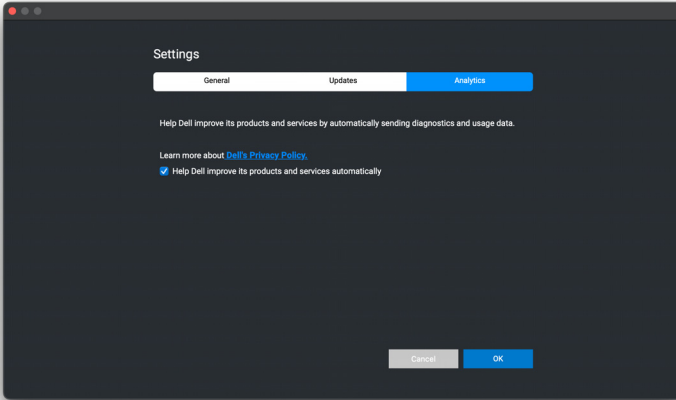 Settings
General Updates Analytics
Help Dell improve its products and services by automatically sending diagnostics and usage data.
Learn more about Dell's Privacy Policy.
Help Dell improve its products and services automatically
Cancel OK